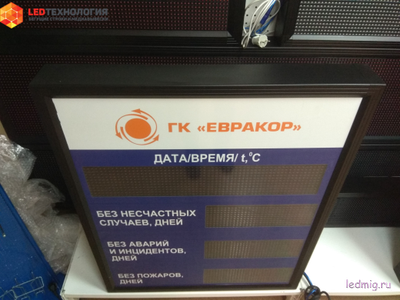 LEDТЕХНОЛОГИЯ
ГК «ЕВРАКОР»
ДАТА/ВРЕМЯ/ t,°C
БЕЗ НЕСЧАСТНЫХ
СЛУЧАЕВ, ДНЕЙ
БЕЗ АВАРИЙ
И ИНЦИДЕНТОВ,
ДНЕЙ
БЕЗ ПОЖАРОВ,
ДНЕЙ
ledmig.ru